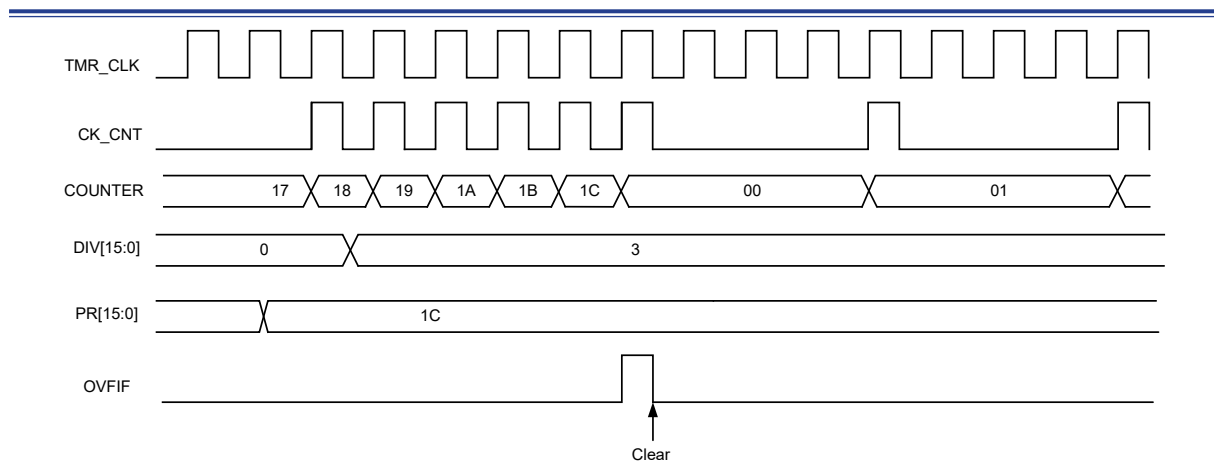 TMR_CLK
CK_CNT
COUNTER 17 18 19 1A 1B 1C 00 01
DIV[15:0] 0 3
PR[15:0] 1C
OVFIF
Clear